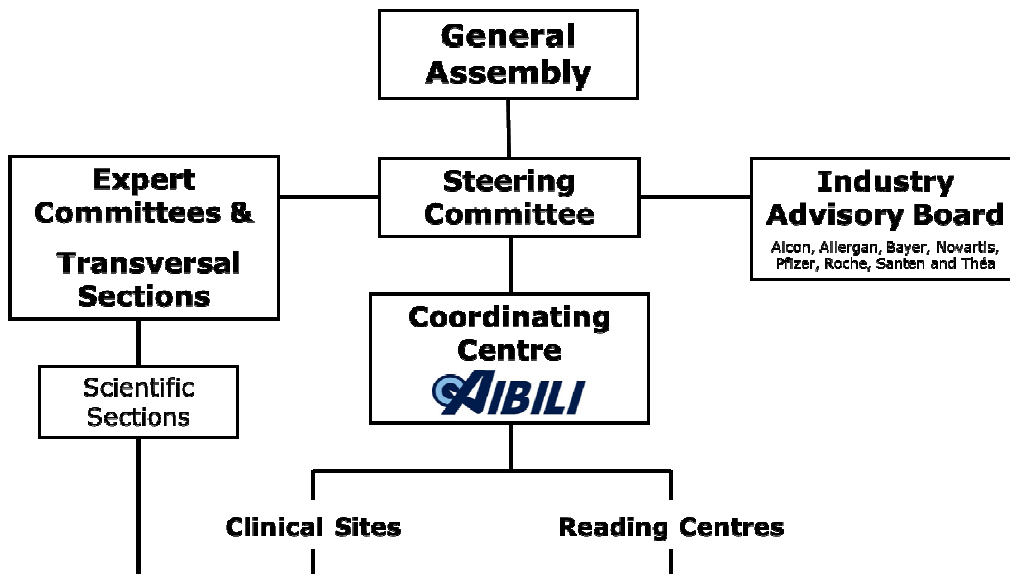 General
Assembly
Expert
Committees &
Transversal
Sections
Steering
Committee
Industry
Advisory Board
Alcon, Allergan, Bayer, Novartis,
Pfizer, Roche, Santen and Théa
Coordinating
Centre
AIBILI
Scientific
Sections
Clinical Sites
Reading Centres